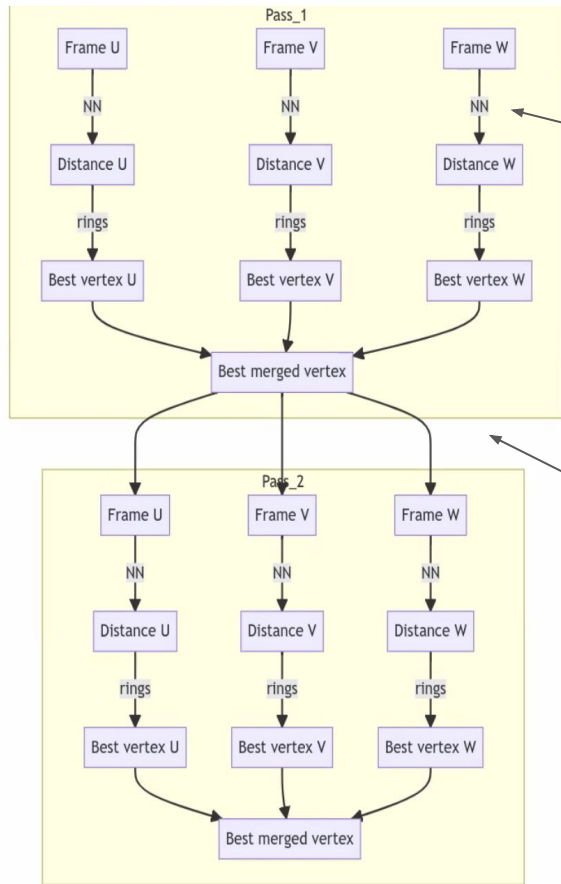 Pass_1
Frame U
Frame V
Frame W
NN
NN
NN
Distance U
Distance V
Distance W
rings
rings
rings
Best vertex U
Best vertex V
Best vertex W
Best merged vertex
Pass_2
Frame U
Frame V
Frame W
NN
NN
NN
Distance U
Distance V
Distance W
rings
rings
rings
Best vertex U
Best vertex V
Best vertex W
Best merged vertex